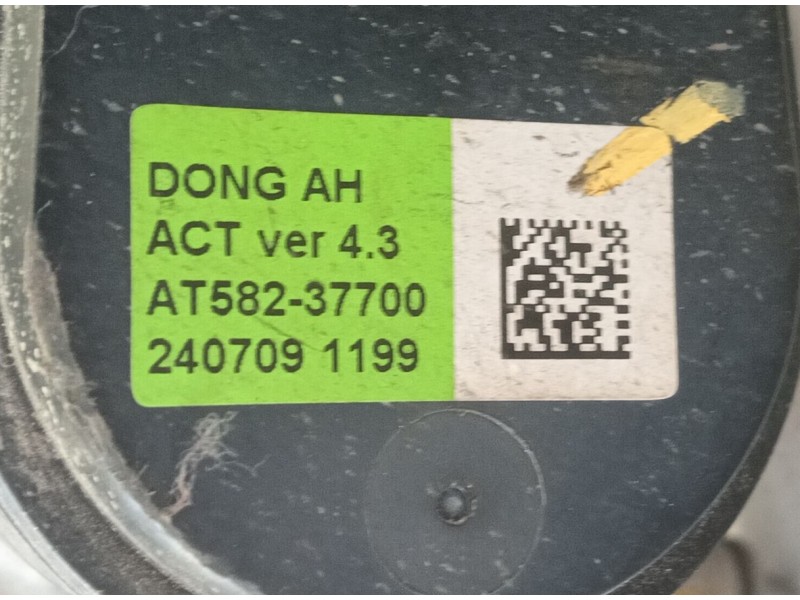 DONG AH
ACT ver 4.3
AT582-37700
240709 1199